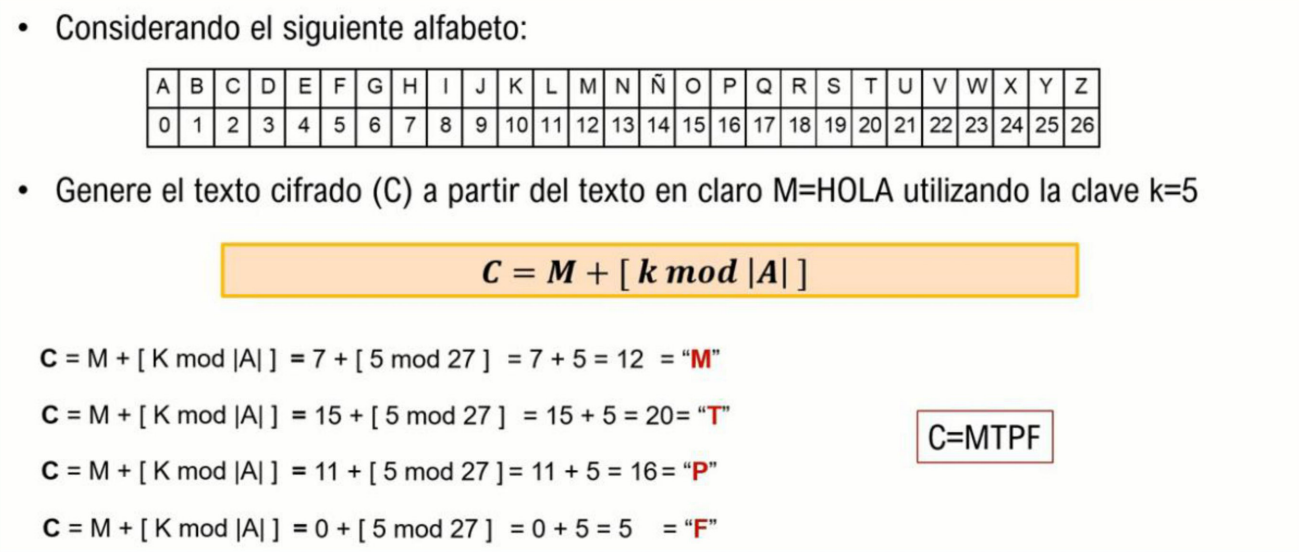 • Considerando el siguiente alfabeto:
A B C D E F G H I J K L M N Ñ O P Q R S T U V W X Y Z
0 1 2 3 4 5 6 7 8 9 10 11 12 13 14 15 16 17 18 19 20 21 22 23 24 25 26
• Genere el texto cifrado (C) a partir del texto en claro M=HOLA utilizando la clave k=5
C = M + [ k mod |A| ]
C = M + [ K mod |A| ] = 7 + [ 5 mod 27 ] = 7 + 5 = 12 = “M”
C = M + [ K mod |A| ] = 15 + [ 5 mod 27 ] = 15 + 5 = 20= “T”
C=MTPF
C = M + [ K mod |A| ] = 11 + [ 5 mod 27 ]= 11 + 5 = 16= “P”
C = M + [ K mod |A| ] = 0 + [ 5 mod 27 ] = 0 + 5 = 5 = “F”